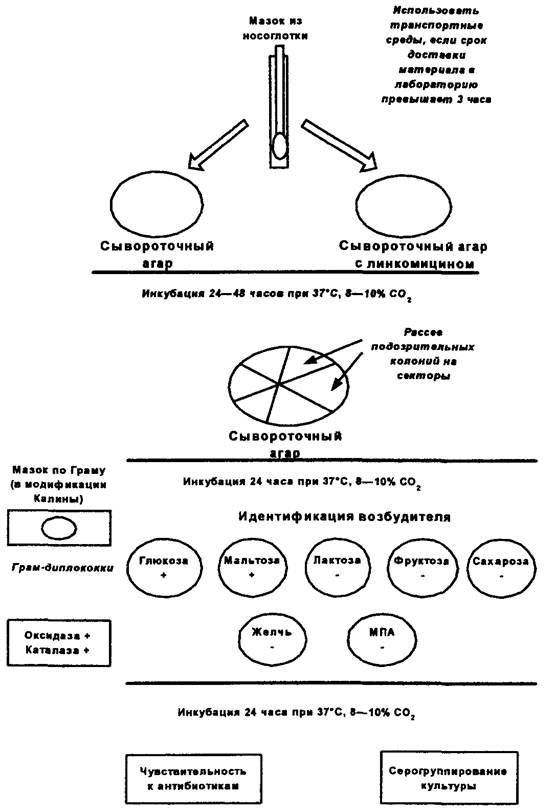 Мазок из
носоглотки
Использовать
транспортные
среды, если срок
доставки
материала в
лабораторию
превышает 3 часа
Сывороточный
агар
Сывороточный агар
с линкомицином
Инкубация 24—48 часов при 37°С, 8—10% CO2
Рассев
подозрительных
колоний на
секторы
Сывороточный
агар
Мазок по Граму
(в модификации
Калины)
Инкубация 24 часа при 37°С, 8—10% CO2
Идентификация возбудителя
Грам-диплококки
Глюкоза
+
Мальтоза
+
Лактоза
-
Фруктоза
-
Сахароза
-
Оксидаза +
Каталаза +
Желчь
-
МПА
-
Инкубация 24 часа при 37°С, 8—10% CO2
Чувствительность
к антибиотикам
Серогруппирование
культуры